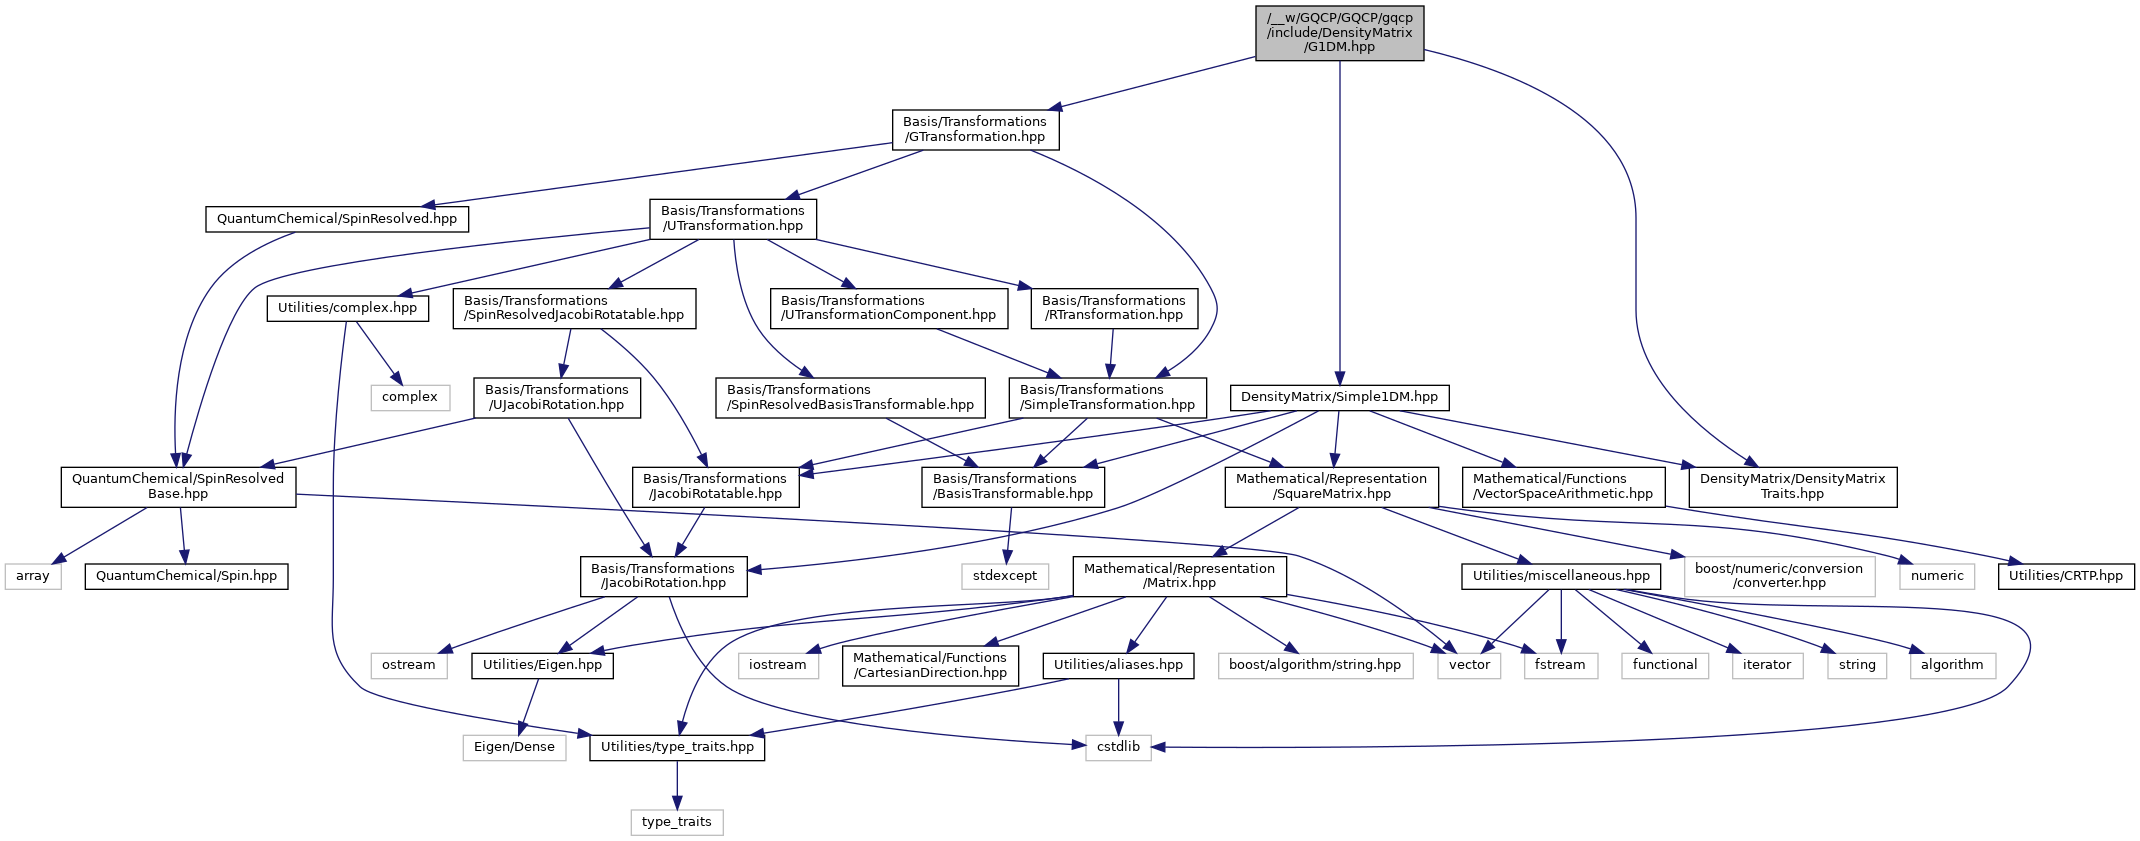 /__w/GQCP/GQCP/gqcp
/include/DensityMatrix
/G1DM.hpp
Basis/Transformations
/GTransformation.hpp
QuantumChemical/SpinResolved.hpp
Basis/Transformations
/UTransformation.hpp
Utilities/complex.hpp
Basis/Transformations
/SpinResolvedJacobiRotatable.hpp
Basis/Transformations
/UTransformationComponent.hpp
Basis/Transformations
/RTransformation.hpp
complex
Basis/Transformations
/UJacobiRotation.hpp
Basis/Transformations
/SpinResolvedBasisTransformable.hpp
Basis/Transformations
/SimpleTransformation.hpp
DensityMatrix/Simple1DM.hpp
QuantumChemical/SpinResolved
Base.hpp
Basis/Transformations
/JacobiRotatable.hpp
Basis/Transformations
/BasisTransformable.hpp
Mathematical/Representation
/SquareMatrix.hpp
Mathematical/Functions
/VectorSpaceArithmetic.hpp
DensityMatrix/DensityMatrix
Traits.hpp
array
QuantumChemical/Spin.hpp
Basis/Transformations
/JacobiRotation.hpp
stdexcept
Mathematical/Representation
/Matrix.hpp
Utilities/miscellaneous.hpp
boost/numeric/conversion
/converter.hpp
numeric
Utilities/CRTP.hpp
ostream
Utilities/Eigen.hpp
iostream
Mathematical/Functions
/CartesianDirection.hpp
Utilities/aliases.hpp
boost/algorithm/string.hpp
vector
fstream
functional
iterator
string
algorithm
Eigen/Dense
Utilities/type_traits.hpp
cstdlib
type_traits